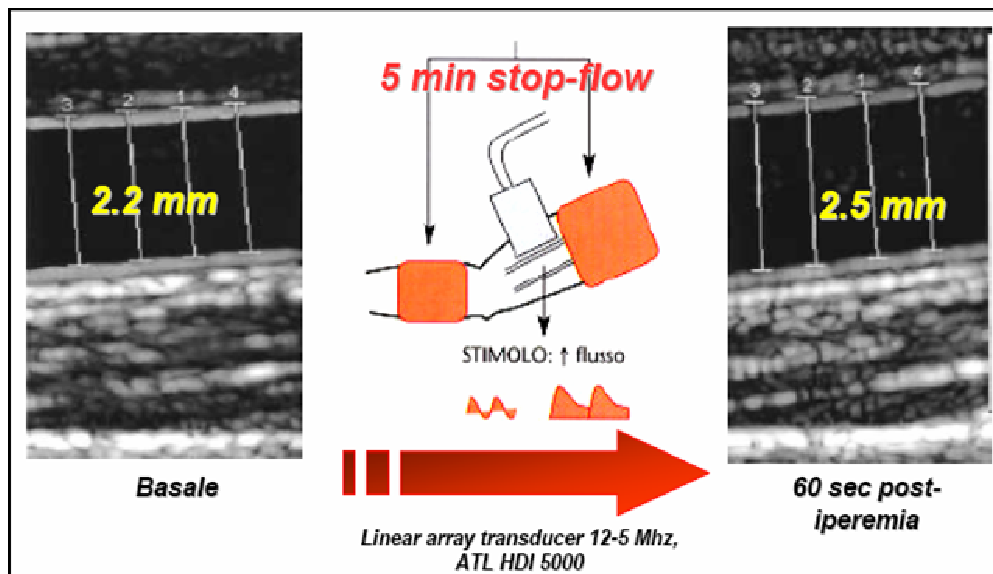 5 min stop-flow
3 2 1 4
2.2 mm
3 2 1 4
2.5 mm
STIMOLO: ↑ flusso
Basale
60 sec post-
iperemia
Linear array transducer 12-5 Mhz,
ATL HDI 5000